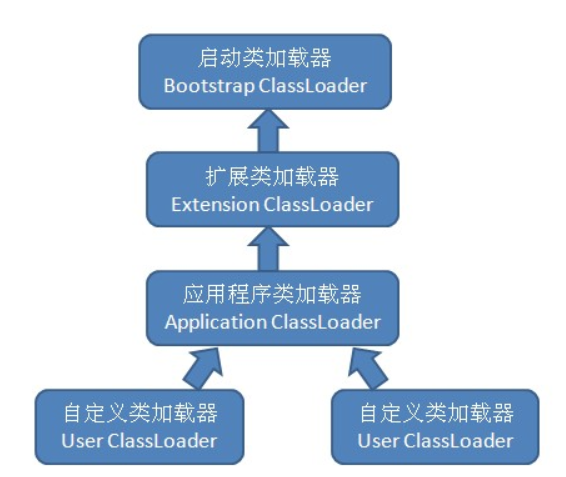 启动类加载器
Bootstrap ClassLoader
扩展类加载器
Extension ClassLoader
应用程序类加载器
Application ClassLoader
自定义类加载器
User ClassLoader
自定义类加载器
User ClassLoader